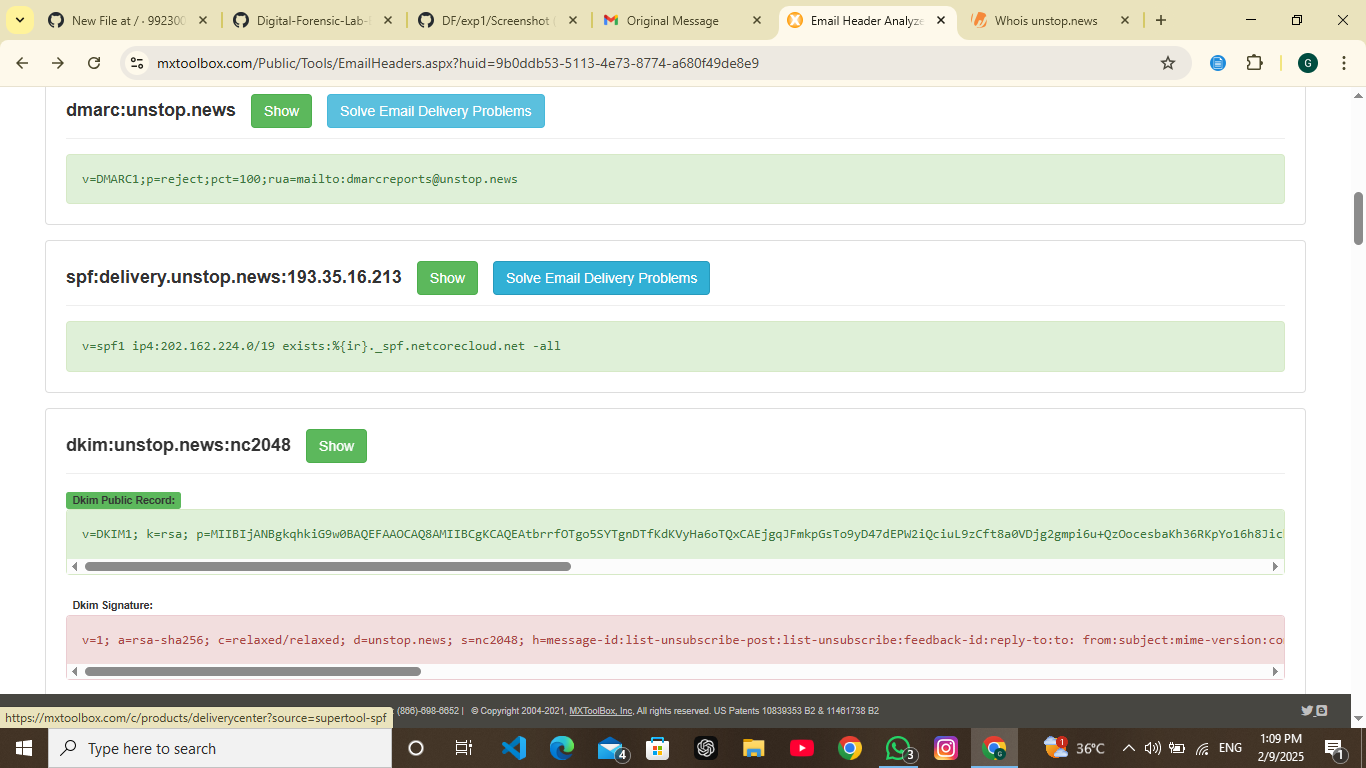 New File at / · 992300
Digital-Forensic-Lab-
DF/exp1/Screenshot (
Original Message
Email Header Analyze
Whois unstop.news
mxtoolbox.com/Public/Tools/EmailHeaders.aspx?huid=9b0ddb53-5113-4e73-8774-a680f49de8e9
G
dmarc:unstop.news Show Solve Email Delivery Problems
v=DMARC1;p=reject;pct=100;rua=mailto:dmarcreports@unstop.news
spf:delivery.unstop.news:193.35.16.213 Show Solve Email Delivery Problems
v=spf1 ip4:202.162.224.0/19 exists:%{ir}._spf.netcorecloud.net -all
dkim:unstop.news:nc2048 Show
Dkim Public Record:
v=DKIM1; k=rsa; p=MIIBIjANBgkqhkiG9w0BAQEFAAOCAQ8AMIIBCgKCAQEAtbrrfOTgo5SYTgnDTfKdKVyHa6oTQxCAEjgqJFmkpGsTo9yD47dEPW2iQciuL9zCft8a0VDjg2gmpi6u+QzOocesbaKh36RKpYo16h8Jic
Dkim Signature:
v=1; a=rsa-sha256; c=relaxed/relaxed; d=unstop.news; s=nc2048; h=message-id:list-unsubscribe-post:list-unsubscribe:feedback-id:reply-to:to: from:subject:mime-version:co
(866)-698-6652 | © Copyright 2004-2021, MXToolBox, Inc, All rights reserved. US Patents 10839353 B2 & 11461738 B2
https://mxtoolbox.com/c/products/deliverycenter?source=supertool-spf
Type here to search
4
3
G
1
36°C
ENG
1:09 PM
2/9/2025
1